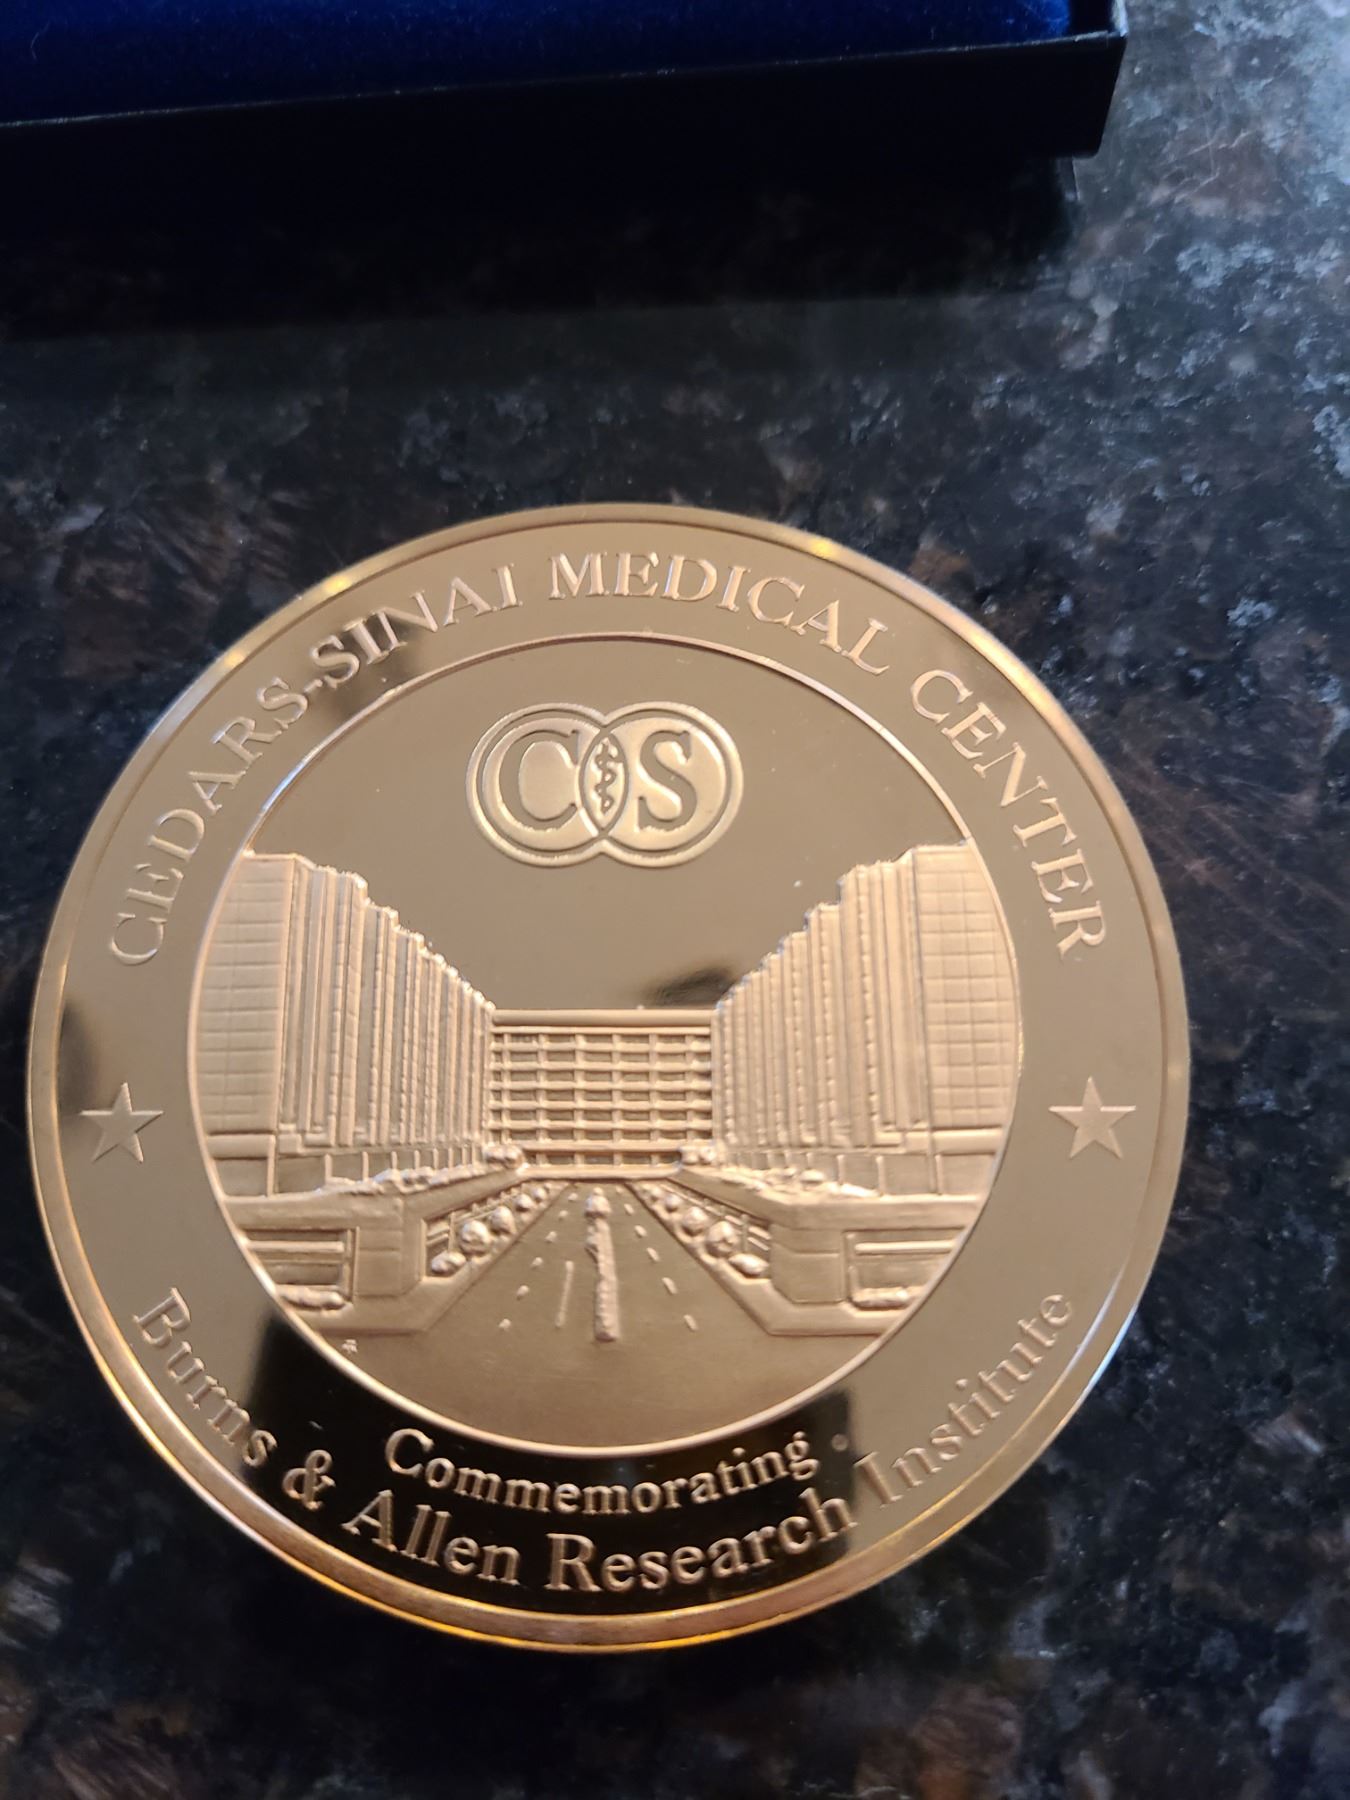 CEDARS-SINAI MEDICAL CENTER
CS
Commemorating
Burns & Allen Research Institute